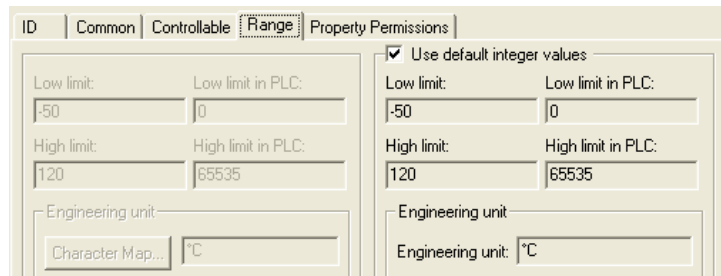 ID Common Controllable Range Property Permissions
Use default integer values
Low limit: Low limit in PLC: Low limit: Low limit in PLC:
-50 0 -50 0
High limit: High limit in PLC: High limit: High limit in PLC:
120 65535 120 65535
Engineering unit Engineering unit
Character Map... °C Engineering unit: °C